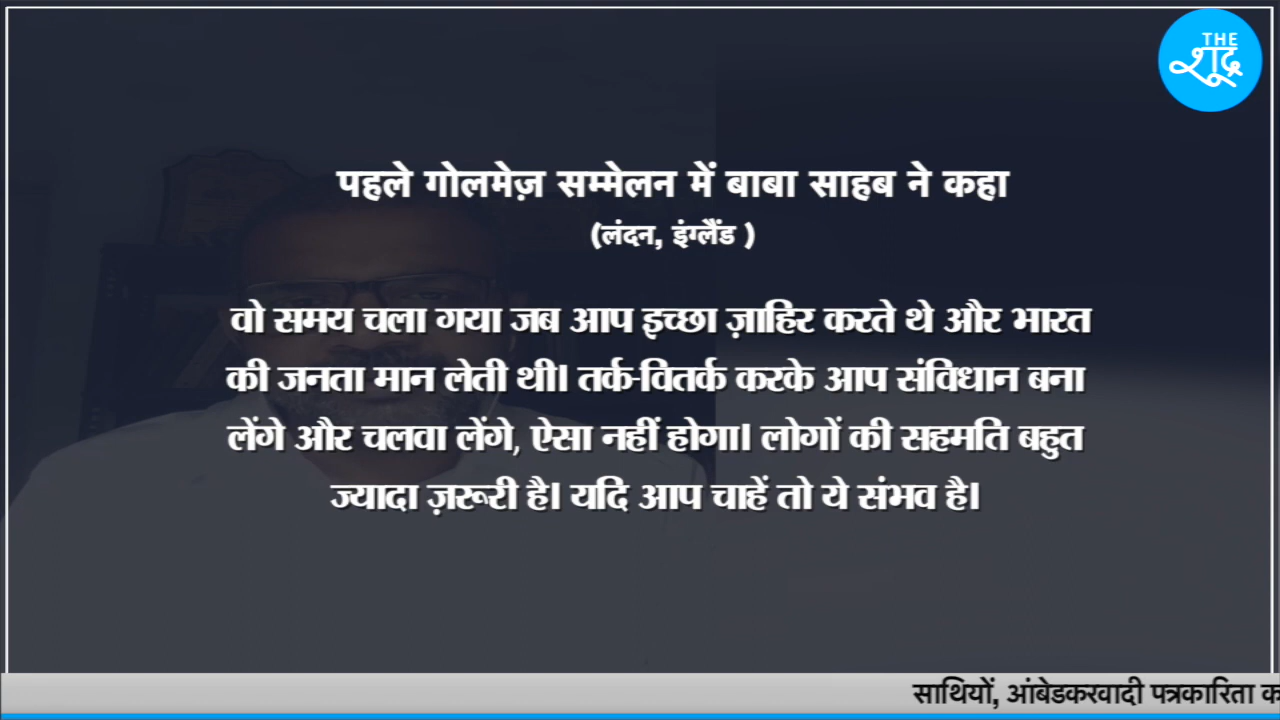 THE
शूद्र
पहले गोलमेज़ सम्मेलन में बाबा साहब ने कहा
(लंदन, इंग्लैंड )
वो समय चला गया जब आप इच्छा ज़ाहिर करते थे और भारत
की जनता मान लेती थी। तर्क-वितर्क करके आप संविधान बना
लेंगे और चलवा लेंगे, ऐसा नहीं होगा। लोगों की सहमति बहुत
ज्यादा ज़रूरी है। यदि आप चाहें तो ये संभव है।
साथियों, आंबेडकरवादी पत्रकारिता